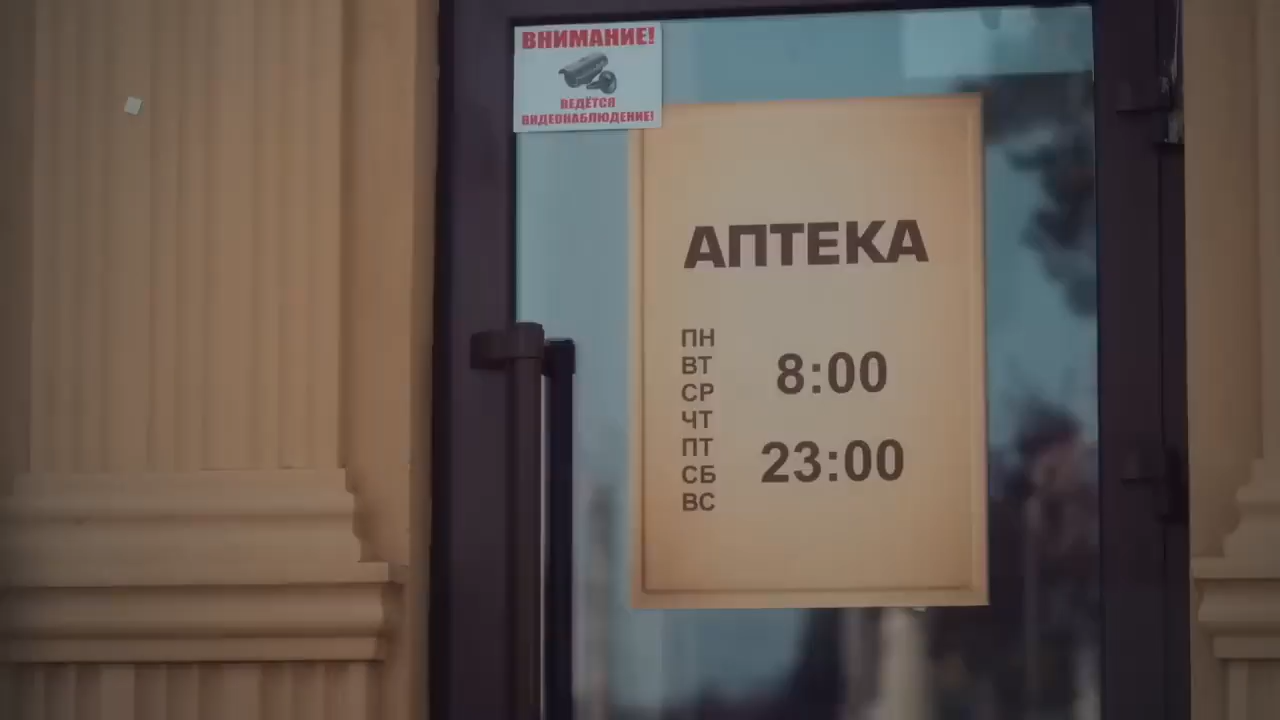 ВНИМАНИЕ!
ВЕДЁТСЯ
ВИДЕОНАБЛЮДЕНИЕ!
АПТЕКА
ПН
ВТ
СР
ЧТ
ПТ
СБ
ВС
8:00
23:00